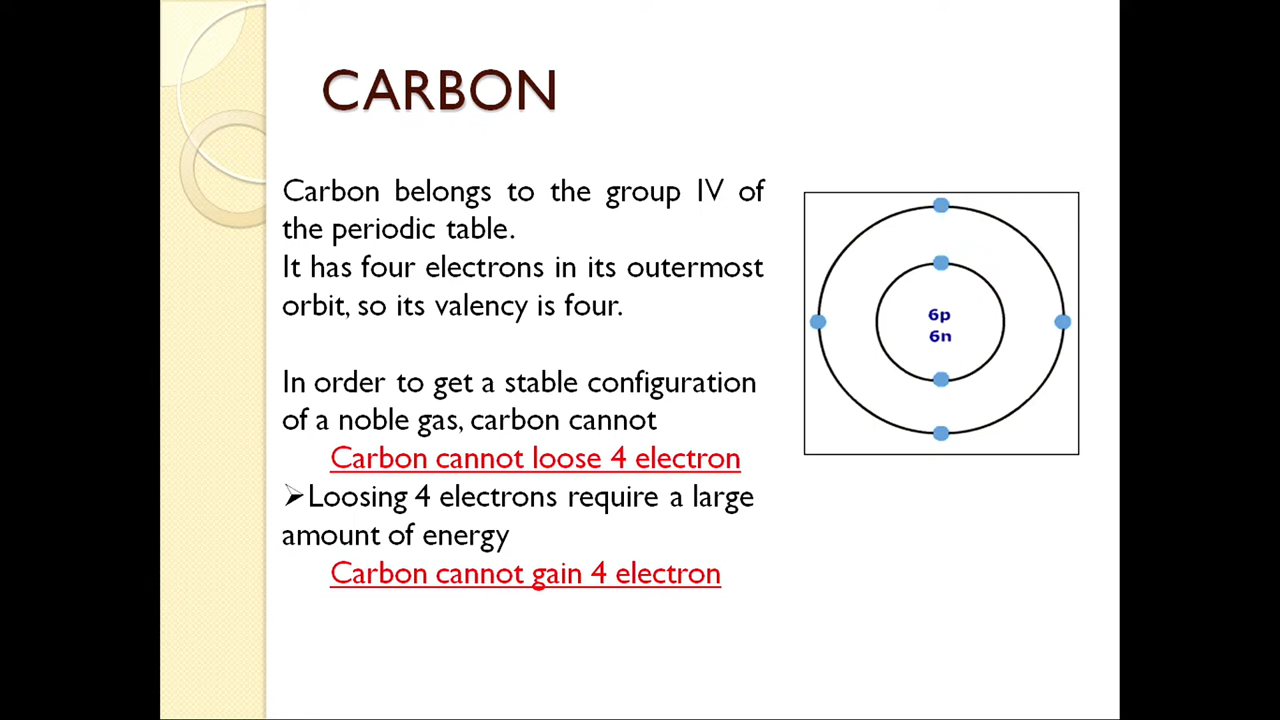 CARBON
Carbon belongs to the group IV of
the periodic table.
It has four electrons in its outermost
orbit, so its valency is four.
In order to get a stable configuration
of a noble gas, carbon cannot
Carbon cannot loose 4 electron
➢Loosing 4 electrons require a large
amount of energy
Carbon cannot gain 4 electron
6p
6n